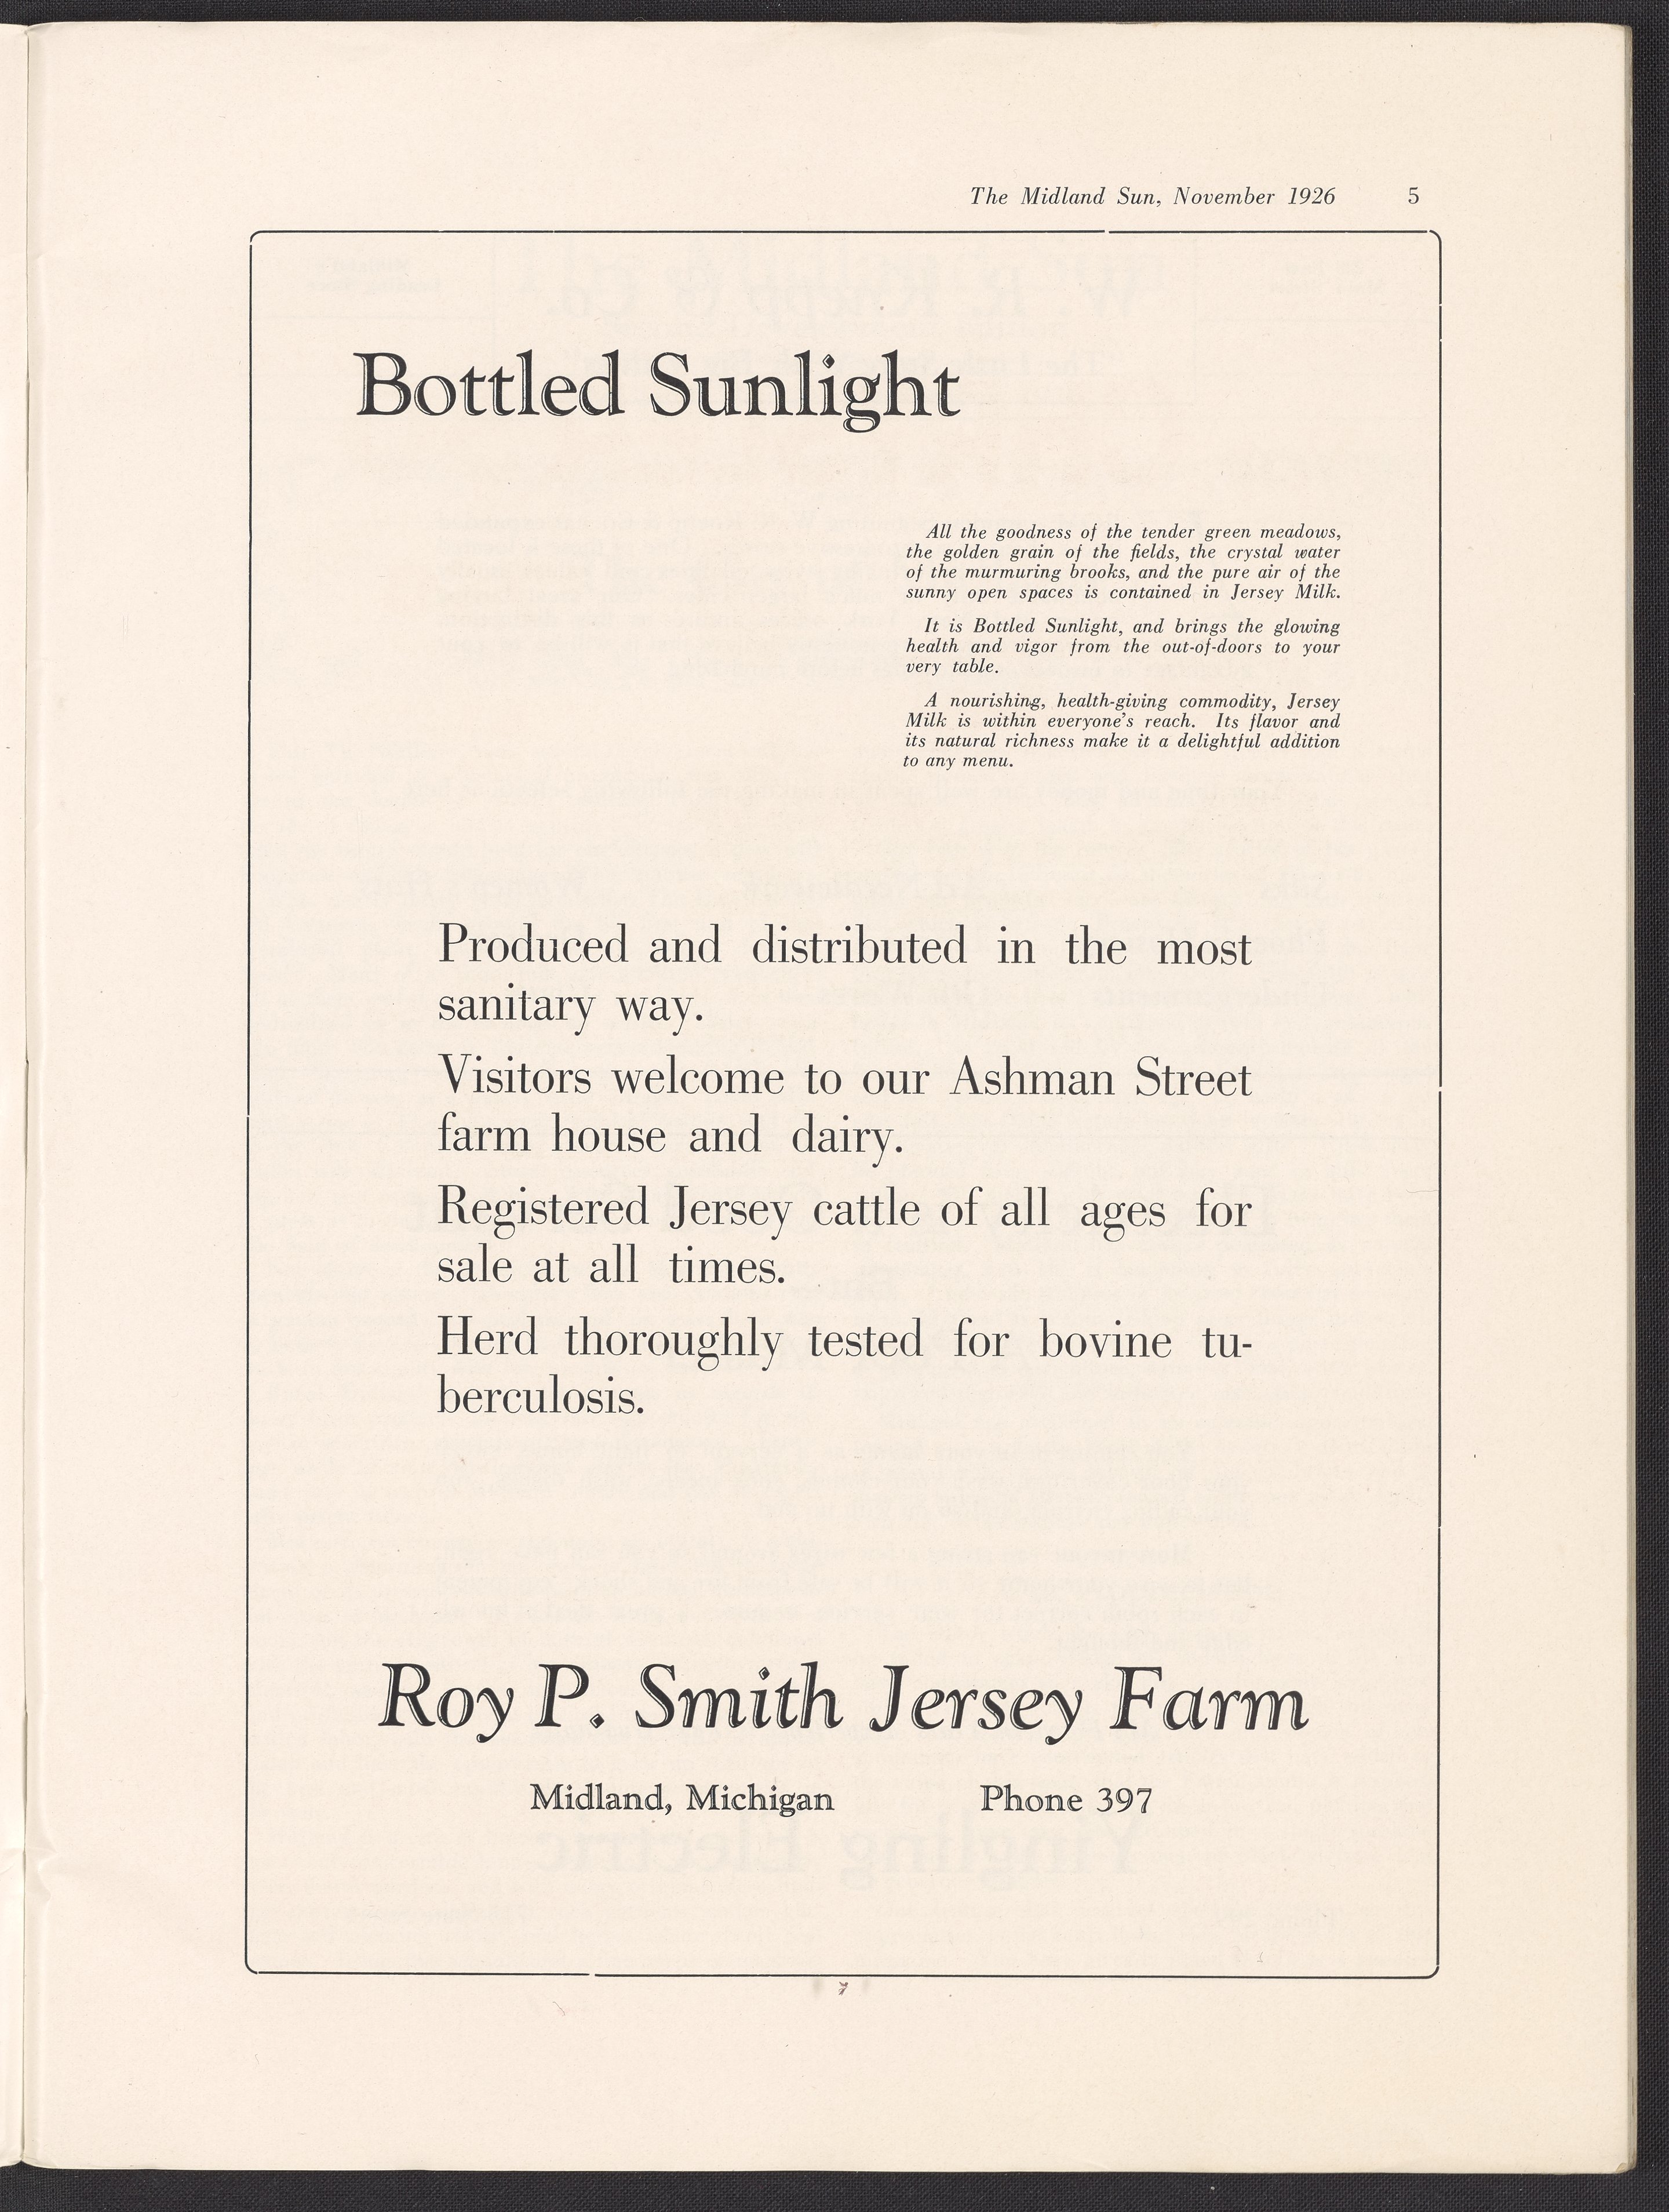 The Midland Sun, November 1926 5
Bottled Sunlight
All the goodness of the tender green meadows,
the golden grain of the fields, the crystal water
of the murmuring brooks, and the pure air of the
sunny open spaces is contained in Jersey Milk.
It is Bottled Sunlight, and brings the glowing
health and vigor from the out-of-doors to your
very table.
A nourishing, health-giving commodity, Jersey
Milk is within everyone's reach. Its flavor and
its natural richness make it a delightful addition
to any menu.
Produced and distributed in the most
sanitary way.
Visitors welcome to our Ashman Street
farm house and dairy.
Registered Jersey cattle of all ages for
sale at all times.
Herd thoroughly tested for bovine tu-
berculosis.
Roy P. Smith Jersey Farm
Midland, Michigan Phone 397